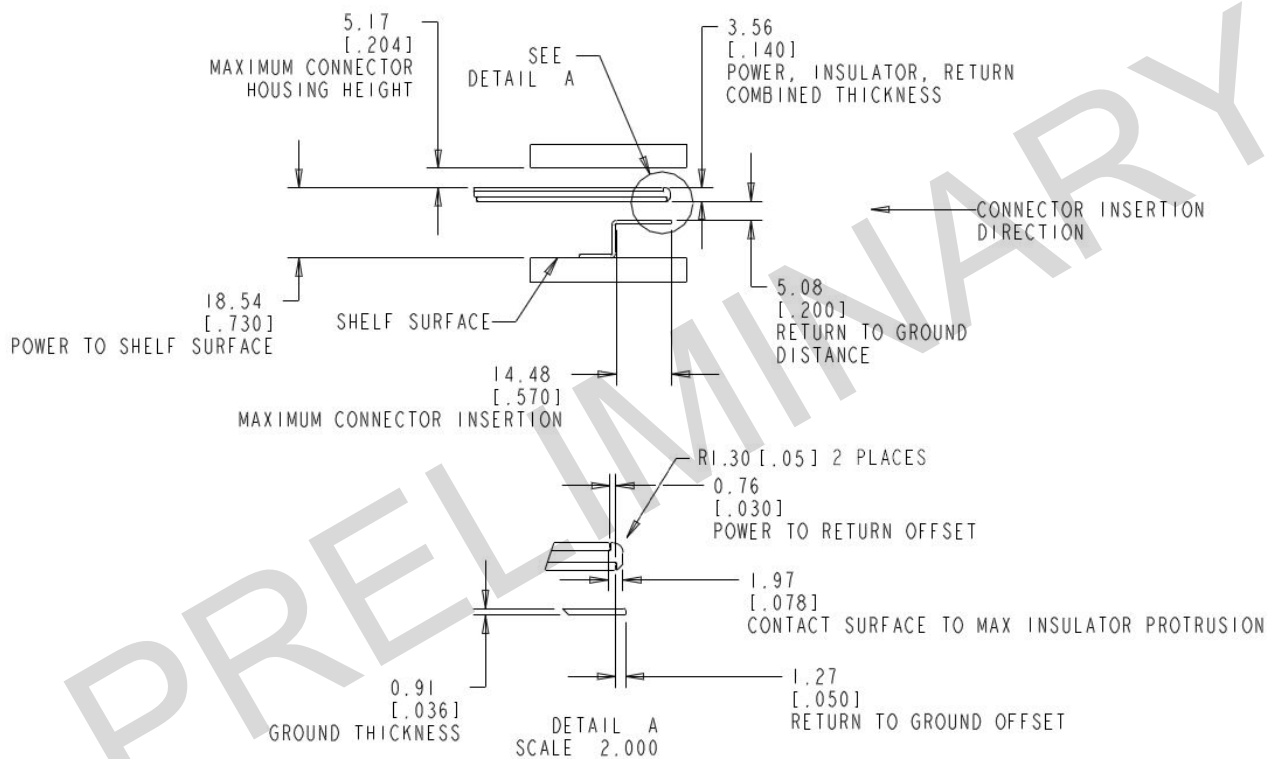 5.17
[.204]
MAXIMUM CONNECTOR
HOUSING HEIGHT
SEE
DETAIL A
3.56
[.140]
POWER, INSULATOR, RETURN
COMBINED THICKNESS
CONNECTOR INSERTION
DIRECTION
18.54
[.730]
POWER TO SHELF SURFACE
SHELF SURFACE
5.08
[.200]
RETURN TO GROUND
DISTANCE
14.48
[.570]
MAXIMUM CONNECTOR INSERTION
R1.30 [.05] 2 PLACES
0.76
[.030]
POWER TO RETURN OFFSET
1.97
[.078]
CONTACT SURFACE TO MAX INSULATOR PROTRUSION
0.91
[.036]
GROUND THICKNESS
1.27
[.050]
RETURN TO GROUND OFFSET
DETAIL A
SCALE 2.000
PRELIMINARY